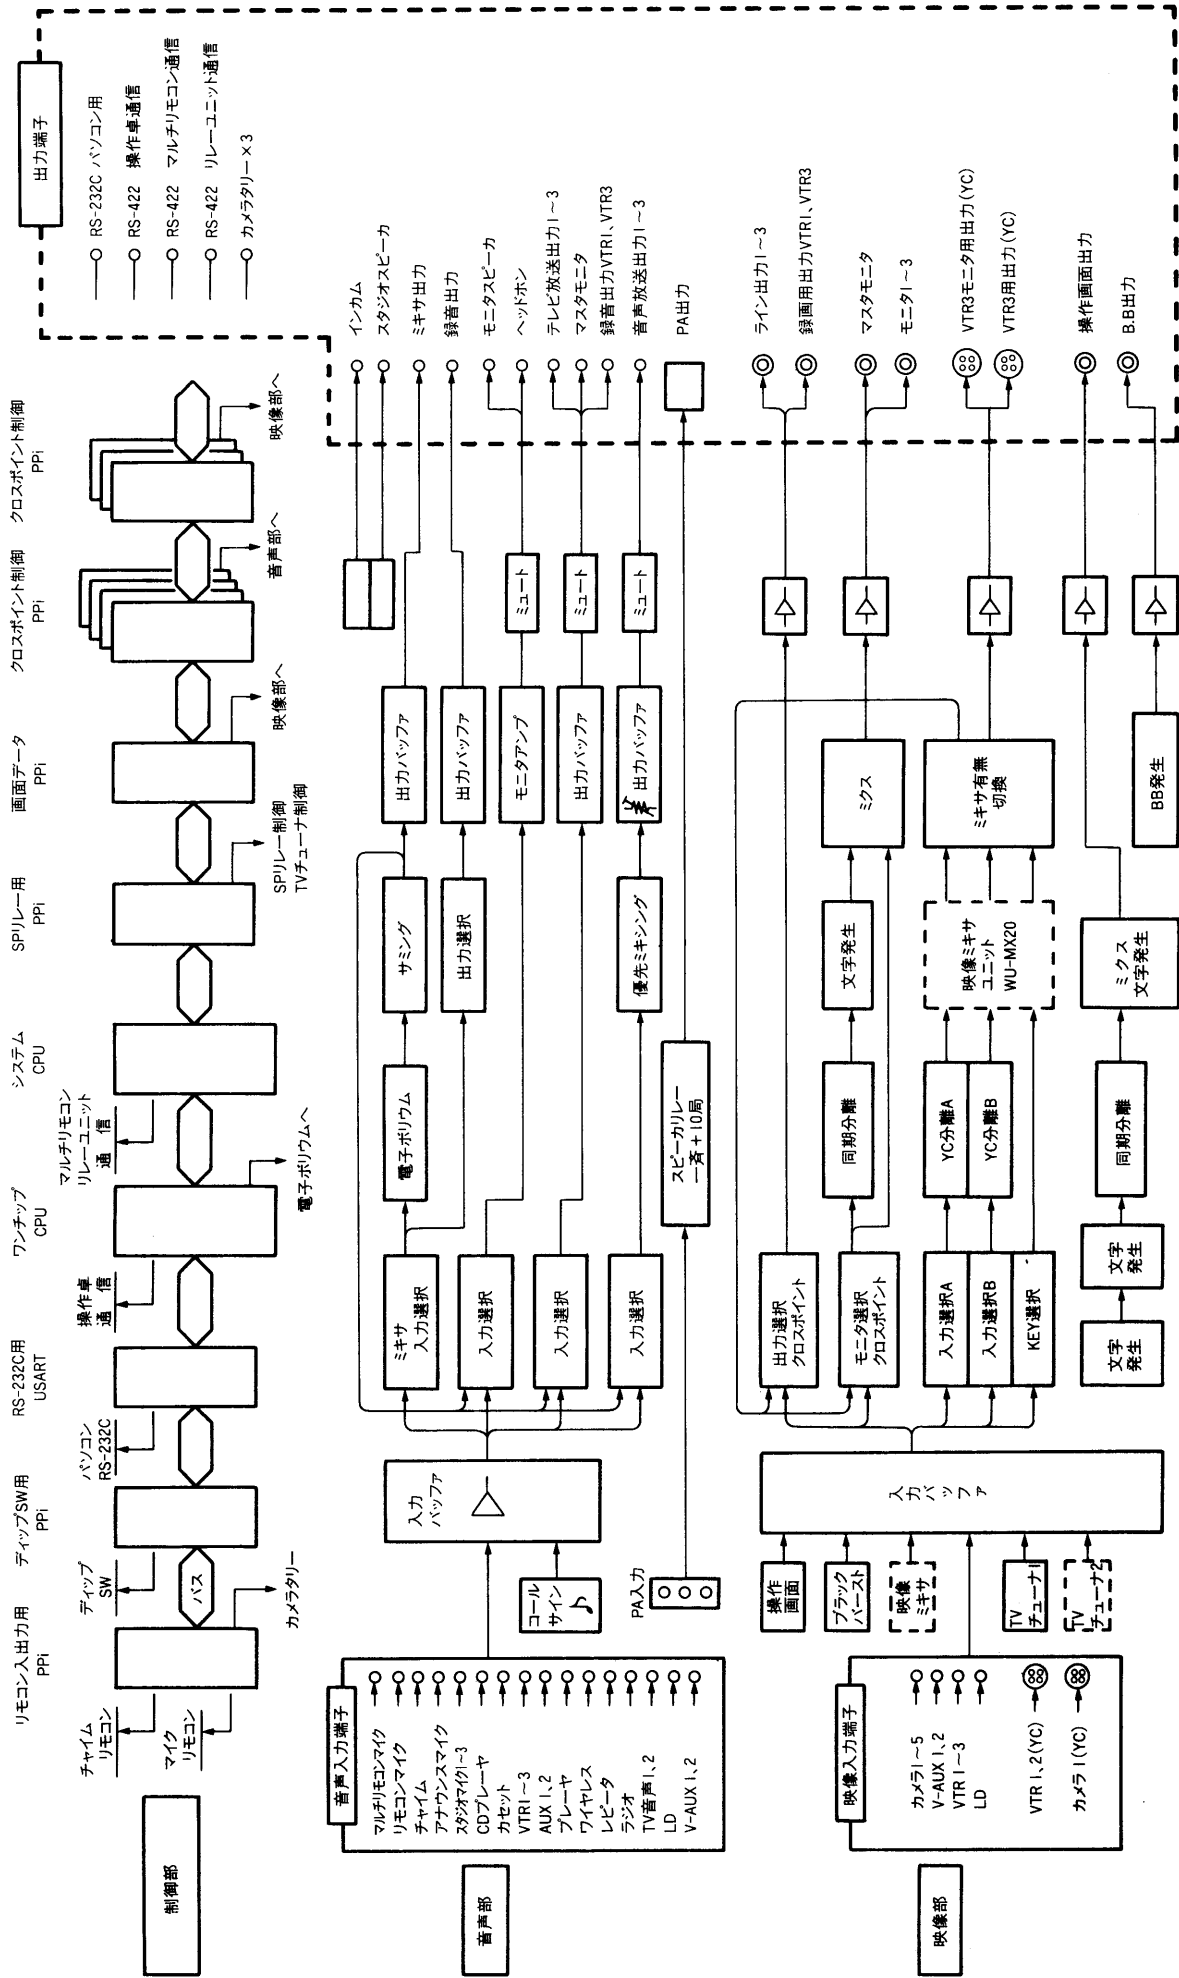 制御部
リモコン入出力用
PPi
チャイム
リモコン
マイク
リモコン
カメラタリー
バス
ディップSW用
PPi
ディップ
SW
RS-232C用
USART
パソコン
RS-232C
ワンチップ
CPU
操作卓
通信
電子ボリウムへ
システム
CPU
マルチリモコン
リレーユニット
通信
SPリレー用
PPi
SPリレー制御
TVチューナ制御
画面データ
PPi
映像部へ
クロスポイント制御
PPi
音声部へ
クロスポイント制御
PPi
映像部へ
出力端子
RS-232C パソコン用
RS-422 操作卓通信
RS-422 マルチリモコン通信
RS-422 リレーユニット通信
カメラタリー×3
音声部
音声入力端子
マルチリモコンマイク
リモコンマイク
チャイム
アナウンスマイク
スタジオマイク1~3
CDプレーヤ
カセット
VTR1~3
AUX1、2
プレーヤ
ワイヤレス
レピータ
ラジオ
TV音声1、2
LD
V-AUX1、2
コール
サイン
入力
バッファ
ミキサ
入力選択
入力選択
入力選択
入力選択
電子ボリウム
サミング
出力選択
優先ミキシング
出力バッファ
出力バッファ
モニタアンプ
出力バッファ
出力バッファ
ミュート
ミュート
ミュート
インカム
スタジオスピーカ
ミキサ出力
録音出力
モニタスピーカ
ヘッドホン
テレビ放送出力1~3
マスタモニタ
録音出力VTR1、VTR3
音声放送出力1~3
PA入力
スピーカリレー
一斉+10局
PA出力
映像部
映像入力端子
カメラ1~5
V-AUX1、2
VTR1~3
LD
VTR1、2(YC)
カメラ1(YC)
操作
画面
ブラック
バースト
映像
ミキサ
TV
チューナ1
TV
チューナ2
入力バッファ
出力選択
クロスポイント
モニタ選択
クロスポイント
入力選択A
入力選択B
KEY選択
文字
発生
文字
発生
同期分離
YC分離A
YC分離B
同期分離
文字発生
映像ミキサ
ユニット
WU-MX20
ミクス
文字発生
ミクス
ミキサ有無
切換
BB発生
ライン出力1~3
録画用出力VTR1、VTR3
マスタモニタ
モニタ1~3
VTR3モニタ用出力(YC)
VTR3用出力(YC)
操作画面出力
B.B出力